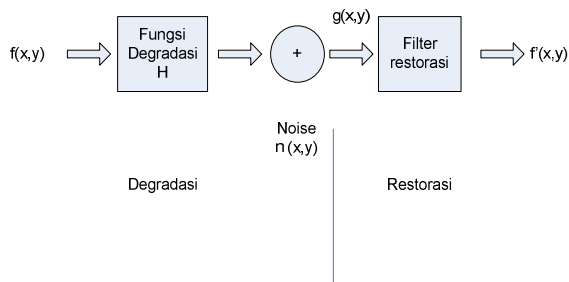 g(x,y)
f(x,y)
Fungsi
Degradasi
H
+
Filter
restorasi
f'(x,y)
Noise
n (x,y)
Degradasi
Restorasi